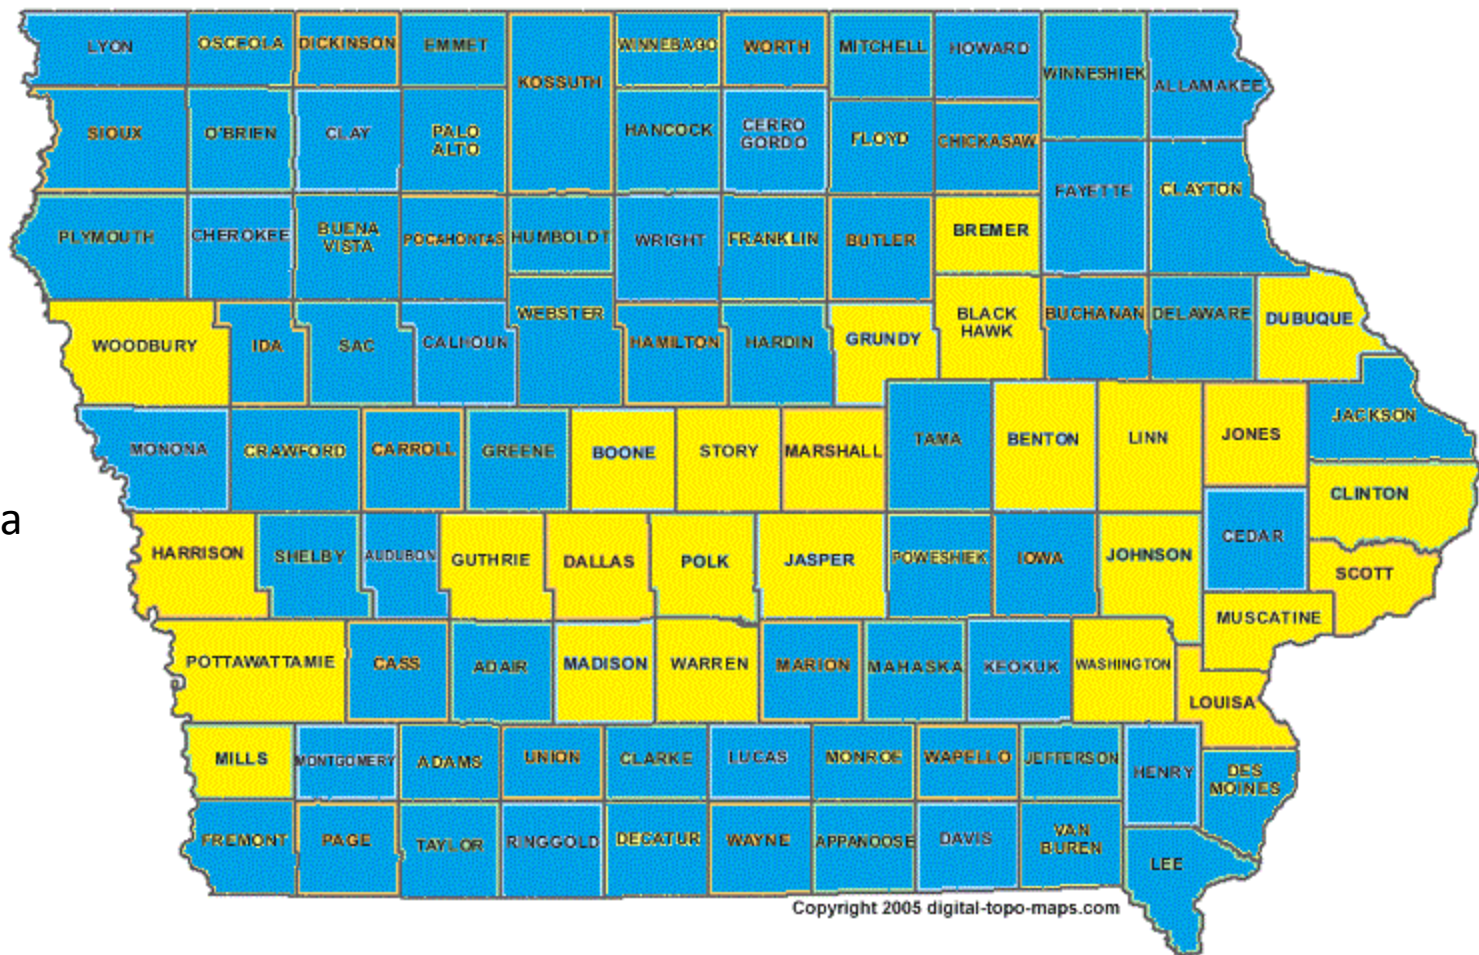 LYON
OSCEOLA
DICKINSON
EMMET
KOSSUTH
WINNEBAGO
WORTH
MITCHELL
HOWARD
WINNESHIEK
ALLAMAKEE
SIOUX
O'BRIEN
CLAY
PALO
ALTO
HANCOCK
CERRO
GORDO
FLOYD
CHICKASAW
FAYETTE
CLAYTON
PLYMOUTH
CHEROKEE
BUENA
VISTA
POCAHONTAS
HUMBOLDT
WRIGHT
FRANKLIN
BUTLER
BREMER
WOODBURY
IDA
SAC
CALHOUN
WEBSTER
HAMILTON
HARDIN
GRUNDY
BLACK
HAWK
BUCHANAN
DELAWARE
DUBUQUE
MONONA
CRAWFORD
CARROLL
GREENE
BOONE
STORY
MARSHALL
TAMA
BENTON
LINN
JONES
JACKSON
CLINTON
a
HARRISON
SHELBY
AUDUBON
GUTHRIE
DALLAS
POLK
JASPER
POWESHIEK
IOWA
JOHNSON
CEDAR
SCOTT
MUSCATINE
POTTAWATTAMIE
CASS
ADAIR
MADISON
WARREN
MARION
MAHASKA
KEOKUK
WASHINGTON
LOUISA
MILLS
MONTGOMERY
ADAMS
UNION
CLARKE
LUCAS
MONROE
WAPELLO
JEFFERSON
HENRY
DES
MOINES
FREMONT
PAGE
TAYLOR
RINGGOLD
DECATUR
WAYNE
APPANOOSE
DAVIS
VAN
BUREN
LEE
Copyright 2005 digital-topo-maps.com